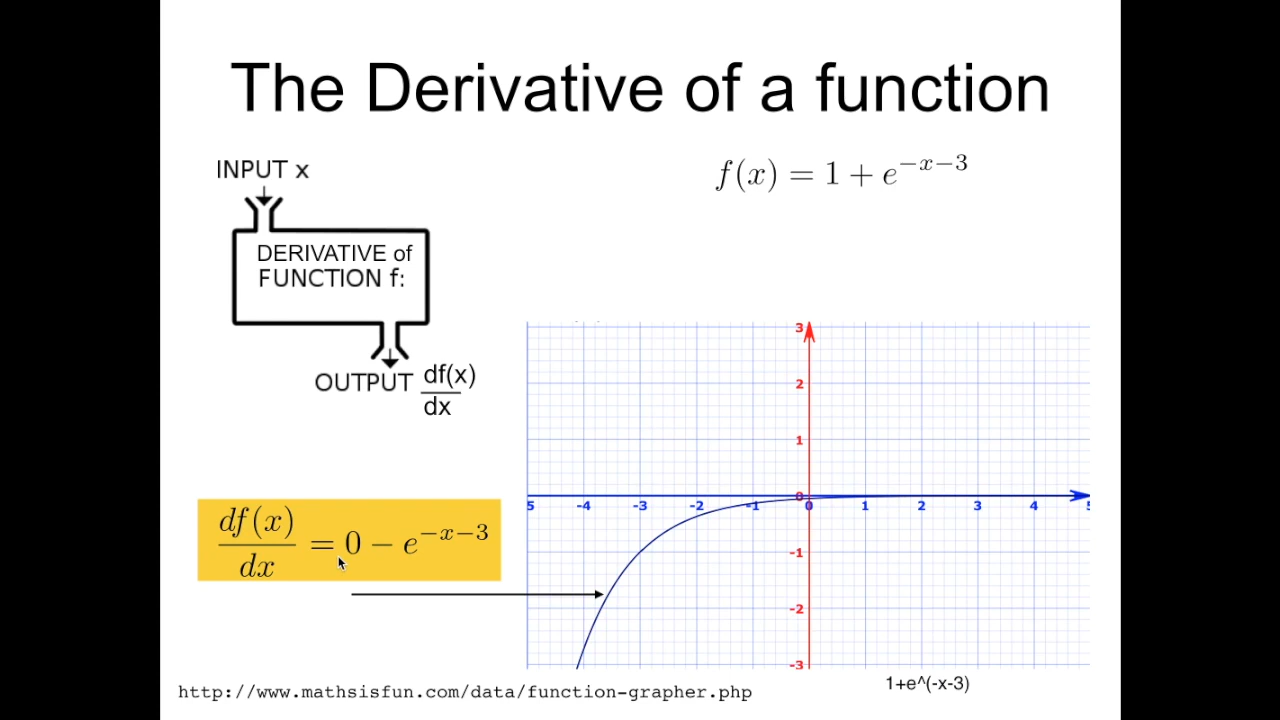 The Derivative of a function
INPUT x
f(x) = 1 + e^{-x-3}
DERIVATIVE of
FUNCTION f:
OUTPUT df(x)
dx
df(x)/dx = 0 − e^{-x-3}
3
2
1
0
5 -4 -3 -2 -1 0 1 2 3 4 5
-1
-2
-3
1+e^(-x-3)
http://www.mathsisfun.com/data/function-grapher.php